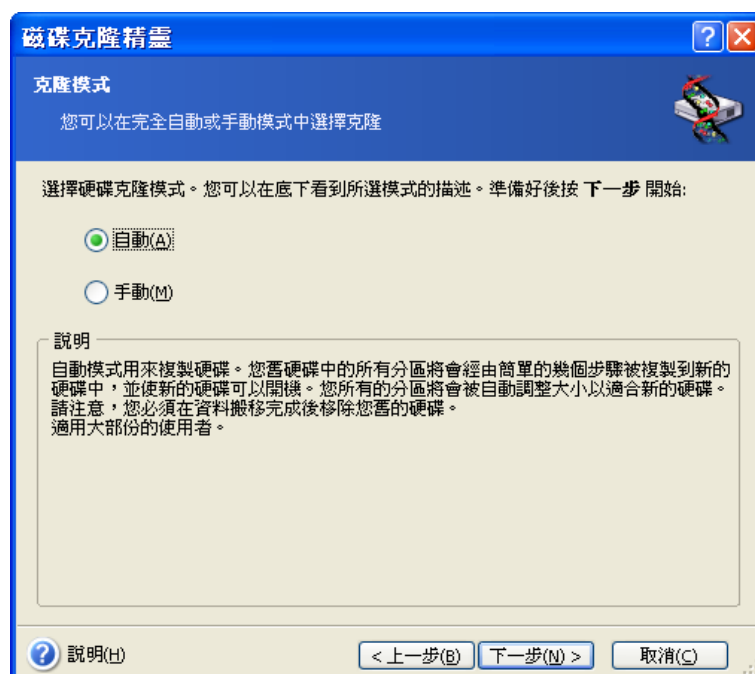 磁碟克隆精靈
克隆模式
您可以在完全自動或手動模式中選擇克隆
選擇硬碟克隆模式。您可以在底下看到所選模式的描述。準備好後按 下一步 開始:
自動(A)
手動(M)
說明
自動模式用來複製硬碟。您舊硬碟中的所有分區將會經由簡單的幾個步驟被複製到新的
硬碟中，並使新的硬碟可以開機。您所有的分區將會被自動調整大小以適合新的硬碟。
請注意，您必須在資料搬移完成後移除您舊的硬碟。
適用大部份的使用者。
說明(H)
< 上一步(B) 下一步(N) > 取消(C)